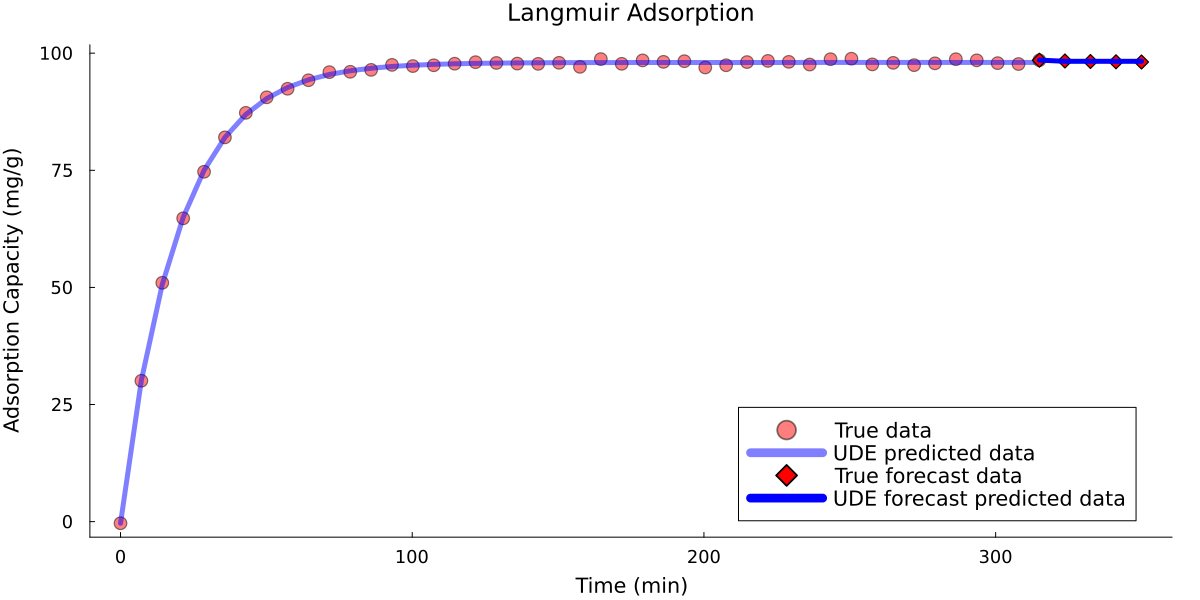 Langmuir Adsorption
100
75
50
25
0
Adsorption Capacity (mg/g)
True data
UDE predicted data
True forecast data
UDE forecast predicted data
0 100 200 300
Time (min)